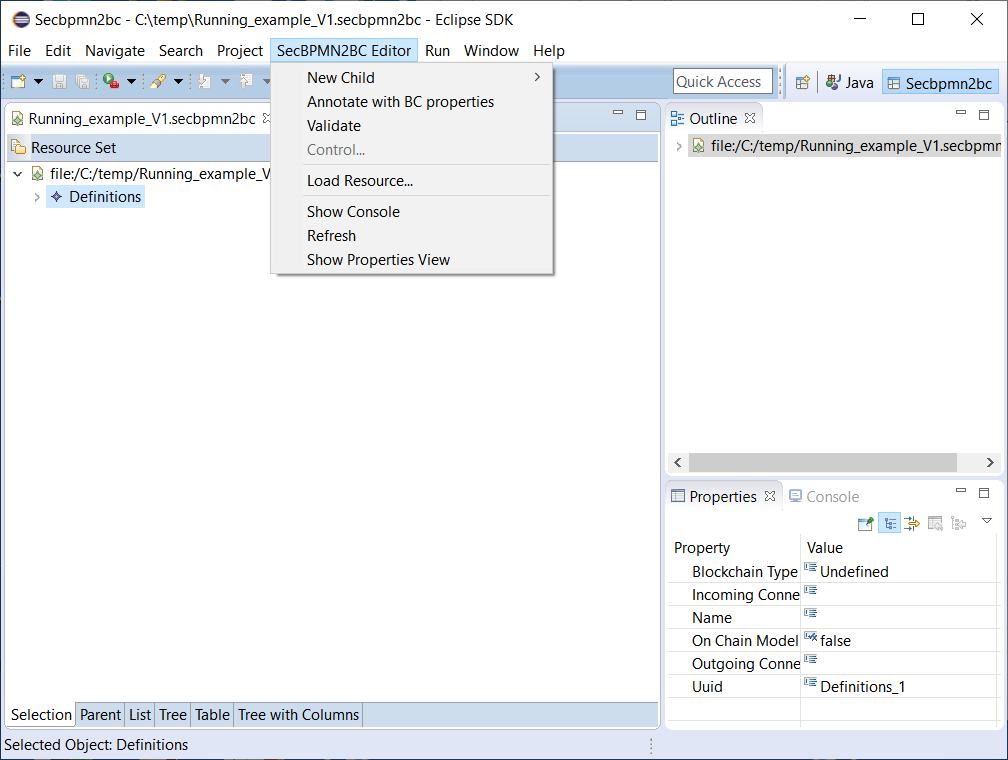 Secbpmn2bc - C:\temp\Running_example_V1.secbpmn2bc - Eclipse SDK
File Edit Navigate Search Project SecBPMN2BC Editor Run Window Help
Quick Access Java Secbpmn2bc
New Child
Annotate with BC properties
Validate
Control...
Load Resource...
Show Console
Refresh
Show Properties View
Running_example_V1.secbpmn2bc
Resource Set
file:/C:/temp/Running_example_V
Definitions
Selection Parent List Tree Table Tree with Columns
Outline
file:/C:/temp/Running_example_V1.secbpmn
Properties Console
Property Value
Blockchain Type Undefined
Incoming Conne
Name
On Chain Model false
Outgoing Conne
Uuid Definitions_1
Selected Object: Definitions